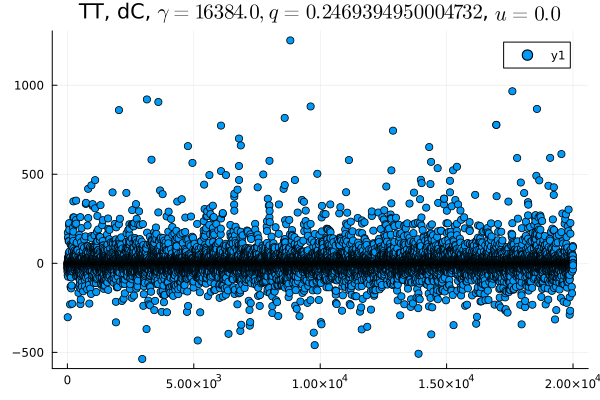 TT, dC, γ = 16384.0, q = 0.2469394950004732, u = 0.0
y1
1000
500
0
−500
0 5.00×10³ 1.00×10⁴ 1.50×10⁴ 2.00×10⁴